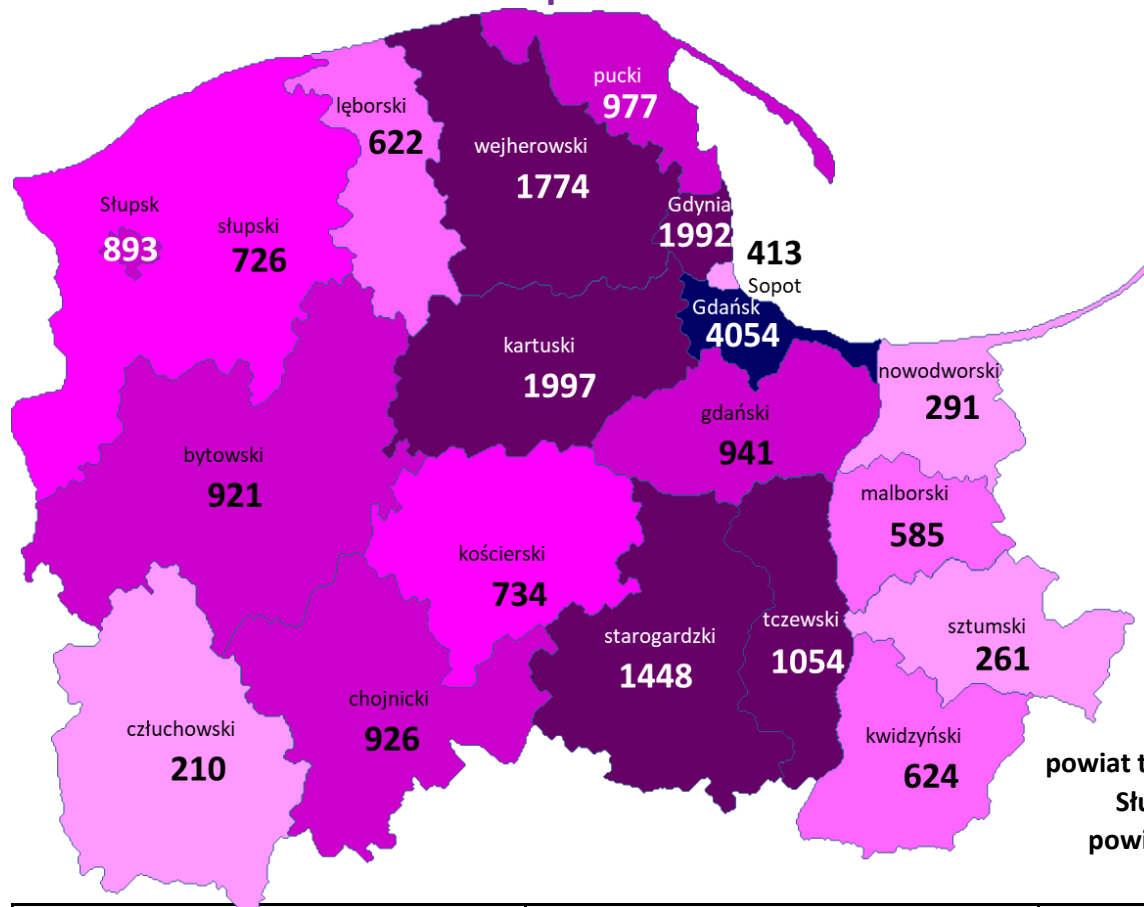 pucki
977
lęborski
622
wejherowski
1774
Słupsk
893
słupski
726
Gdynia
1992
413
Sopot
Gdańsk
4054
kartuski
1997
nowodworski
291
gdański
941
bytowski
921
malborski
585
kościerski
734
starogardzki
1448
tczewski
1054
sztumski
261
chojnicki
926
człuchowski
210
kwidzyński
624
powiat